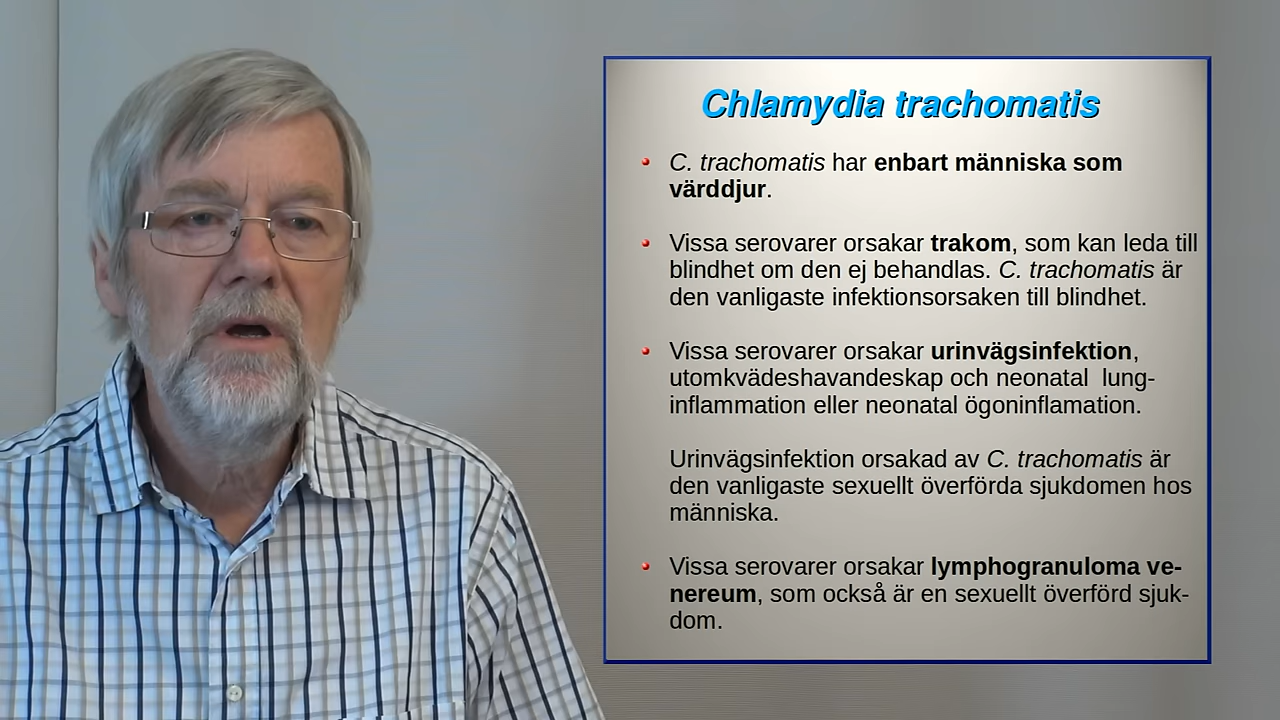 Chlamydia trachomatis
C. trachomatis har enbart människa som
värddjur.
Vissa serovarer orsakar trakom, som kan leda till
blindhet om den ej behandlas. C. trachomatis är
den vanligaste infektionsorsaken till blindhet.
Vissa serovarer orsakar urinvägsinfektion,
utomkvädeshavandeskap och neonatal lung-
inflammation eller neonatal ögoninflamation.
Urinvägsinfektion orsakad av C. trachomatis är
den vanligaste sexuellt överförda sjukdomen hos
människa.
Vissa serovarer orsakar lymphogranuloma ve-
nereum, som också är en sexuellt överförd sjuk-
dom.